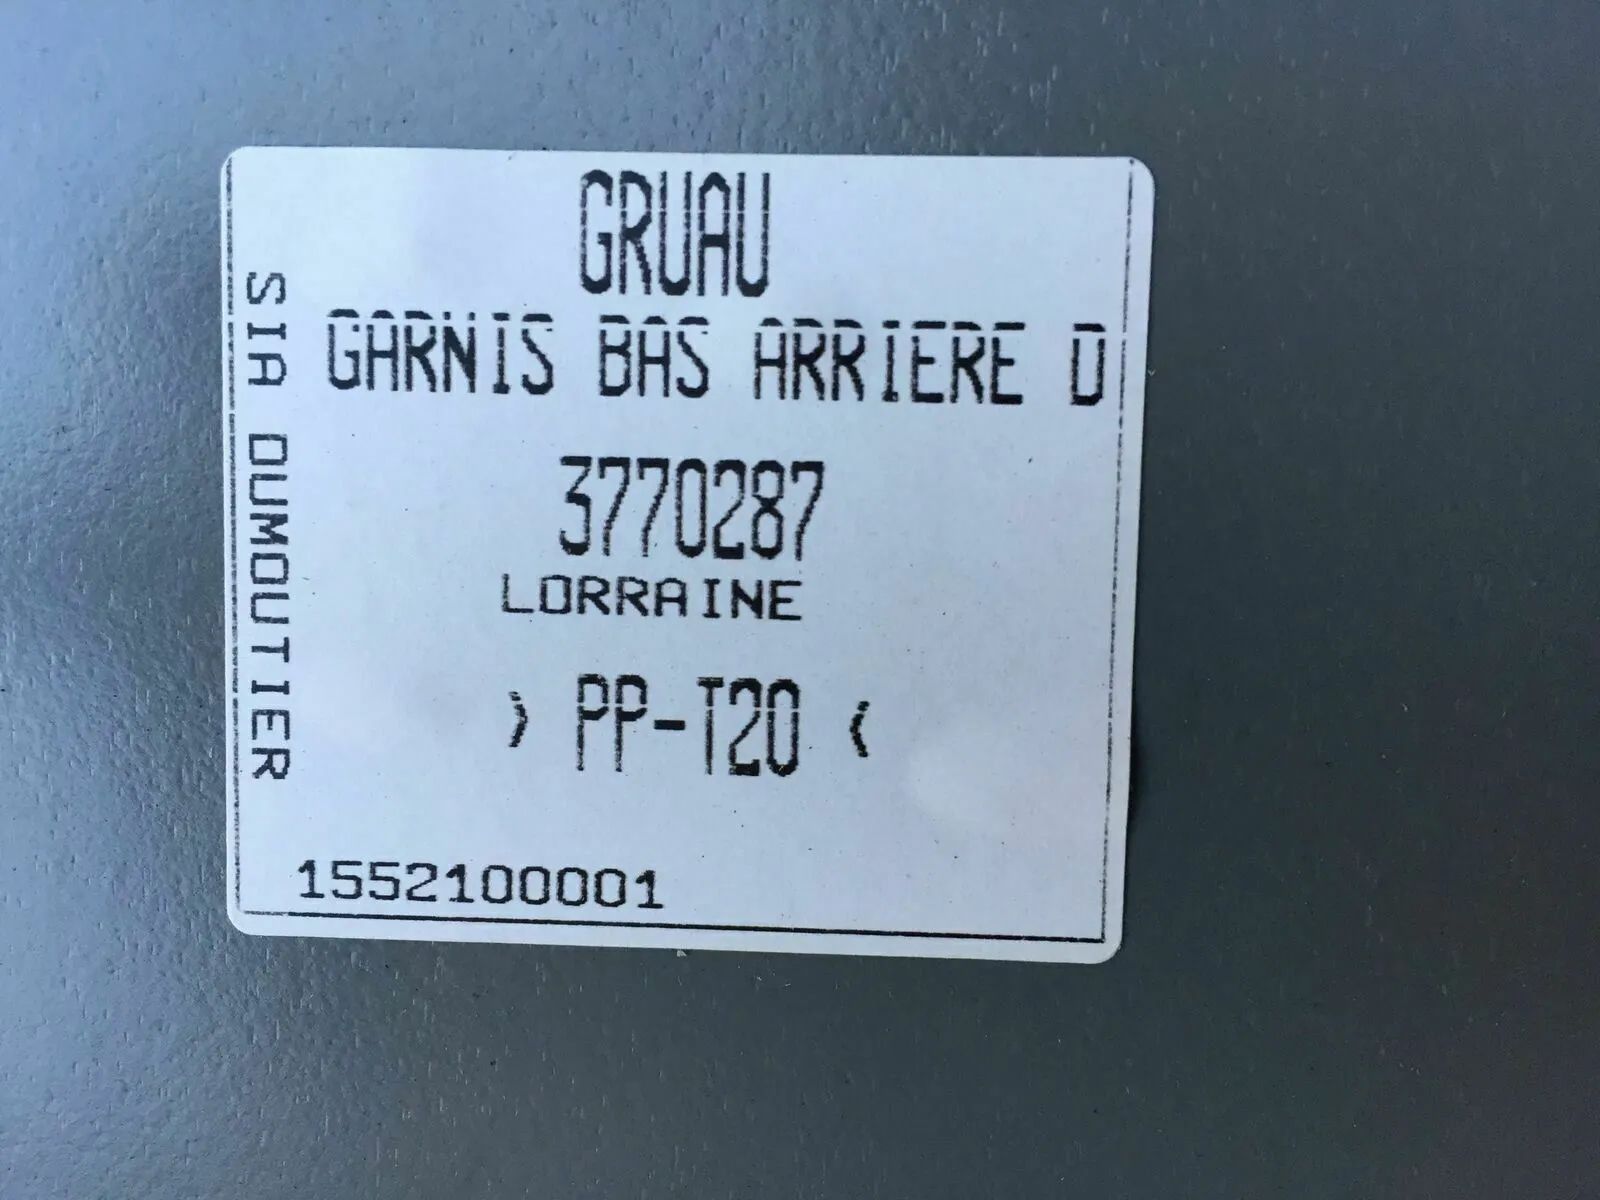 GRUAU
GARNIS BAS ARRIERE D
3770287
LORRAINE
> PP-T20 <
1552100001
SIA DUMOUTIER